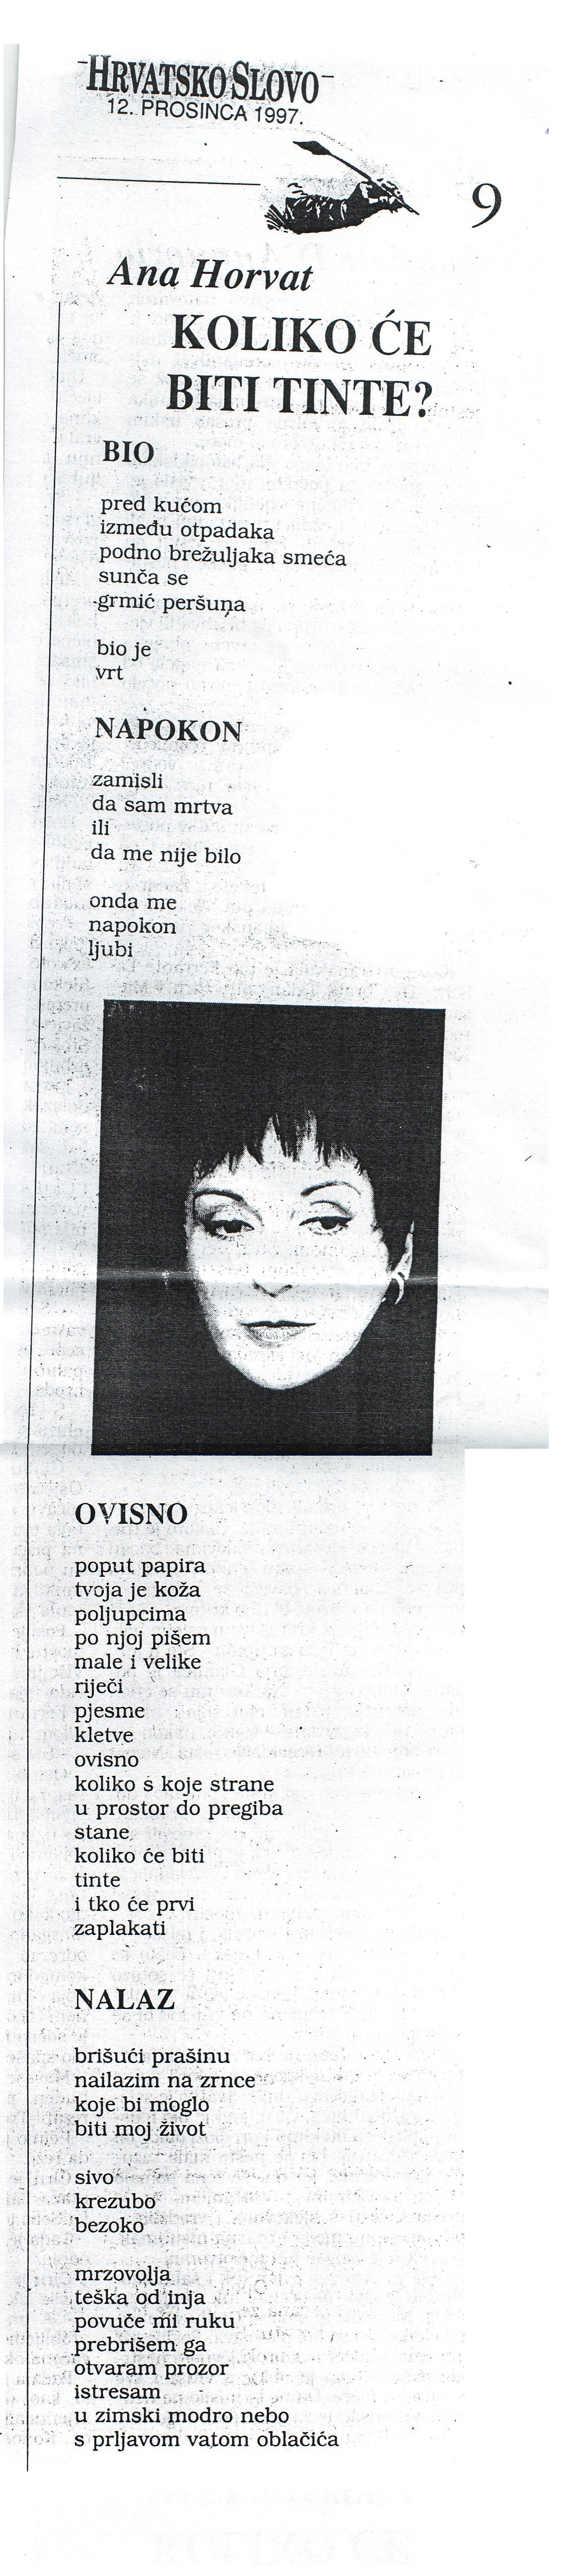 HRVATSKO SLOVO
12. PROSINCA 1997.
9
Ana Horvat
KOLIKO ĆE
BITI TINTE?
BIO
pred kućom
između otpadaka
podno brežuljaka smeća
sunča se
grmić peršuna
bio je
vrt
NAPOKON
zamisli
da sam mrtva
ili
da me nije bilo
onda me
napokon
ljubi
OVISNO
poput papira
tvoja je koža
poljupcima
po njoj pišem
male i velike
riječi
pjesme
kletve
ovisno
koliko s koje strane
u prostor do pregiba
stane
koliko će biti
tinte
i tko će prvi
zaplakati
NALAZ
brišući prašinu
nailazim na zrnce
koje bi moglo
biti moj život
sivo
krezubo
bezoko
mrzovolja
teška od inja
povuče mi ruku
prebrišem ga
otvaram prozor
istresam
u zimski modro nebo
s prljavom vatom oblačića